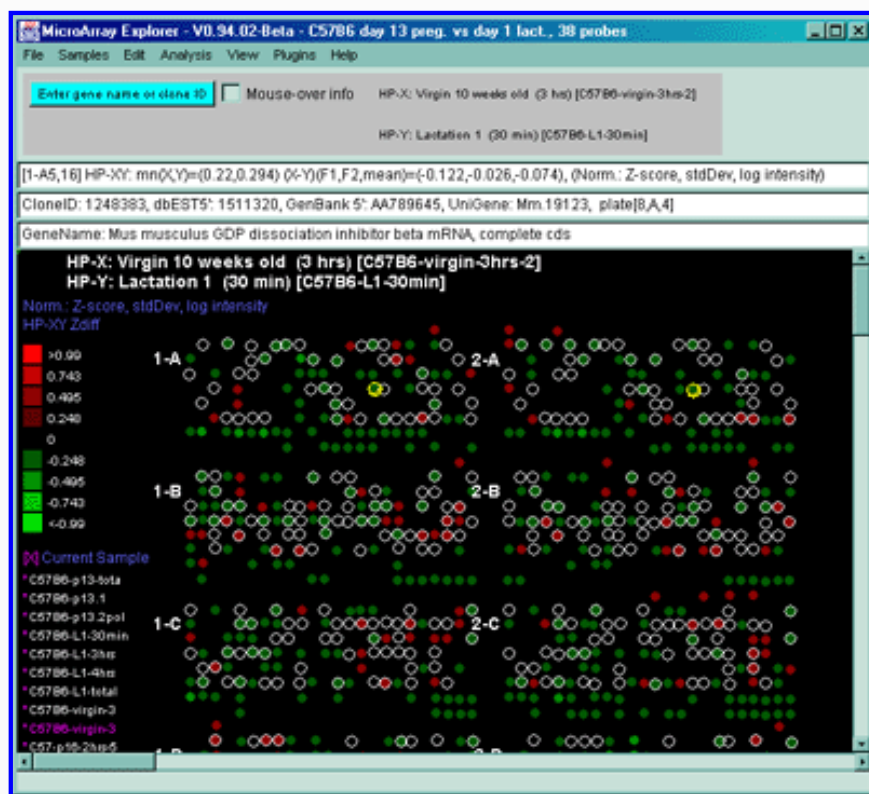 MicroArray Explorer - V0.94.02-Beta - C57B6 day 13 preg. vs day 1 lact., 38 probes
File Samples Edit Analysis View Plugins Help
Enter gene name or clone ID Mouse-over info HP-X: Virgin 10 weeks old (3 hrs) [C57B6-virgin-3hrs-2]
HP-Y: Lactation 1 (30 min) [C57B6-L1-30min]
[1-A5,16] HP-XY: mn(X,Y)=(0.22,0.294) (X-Y)(F1,F2,mean)=(-0.122,-0.026,-0.074), (Norm.: Z-score, stdDev, log intensity)
CloneID: 1248383, dbEST5': 1511320, GenBank 5': AA789645, UniGene: Mm.19123, plate[8,A,4]
GeneName: Mus musculus GDP dissociation inhibitor beta mRNA, complete cds
HP-X: Virgin 10 weeks old (3 hrs) [C57B6-virgin-3hrs-2]
HP-Y: Lactation 1 (30 min) [C57B6-L1-30min]
Norm.: Z-score, stdDev, log intensity
HP-XY Zdiff
>0.99
0.743
0.495
0.248
0
-0.248
-0.495
-0.743
<-0.99
1-A 2-A
1-B 2-B
1-C 2-C
[X] Current Sample
*C57B6-p13-tota
*C57B6-p13.1
*C57B6-p13.2pol
*C57B6-L1-30min
*C57B6-L1-3hrs
*C57B6-L1-4hrs
*C57B6-L1-total
*C57B6-virgin-3
*C57B6-virgin-3